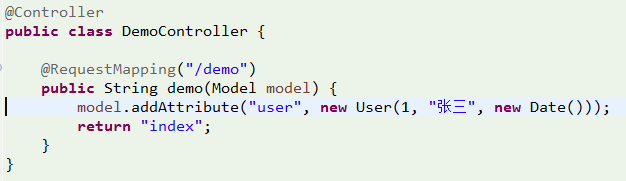 @Controller
public class DemoController {
@RequestMapping("/demo")
public String demo(Model model) {
model.addAttribute("user", new User(1, "张三", new Date()));
return "index";
}
}